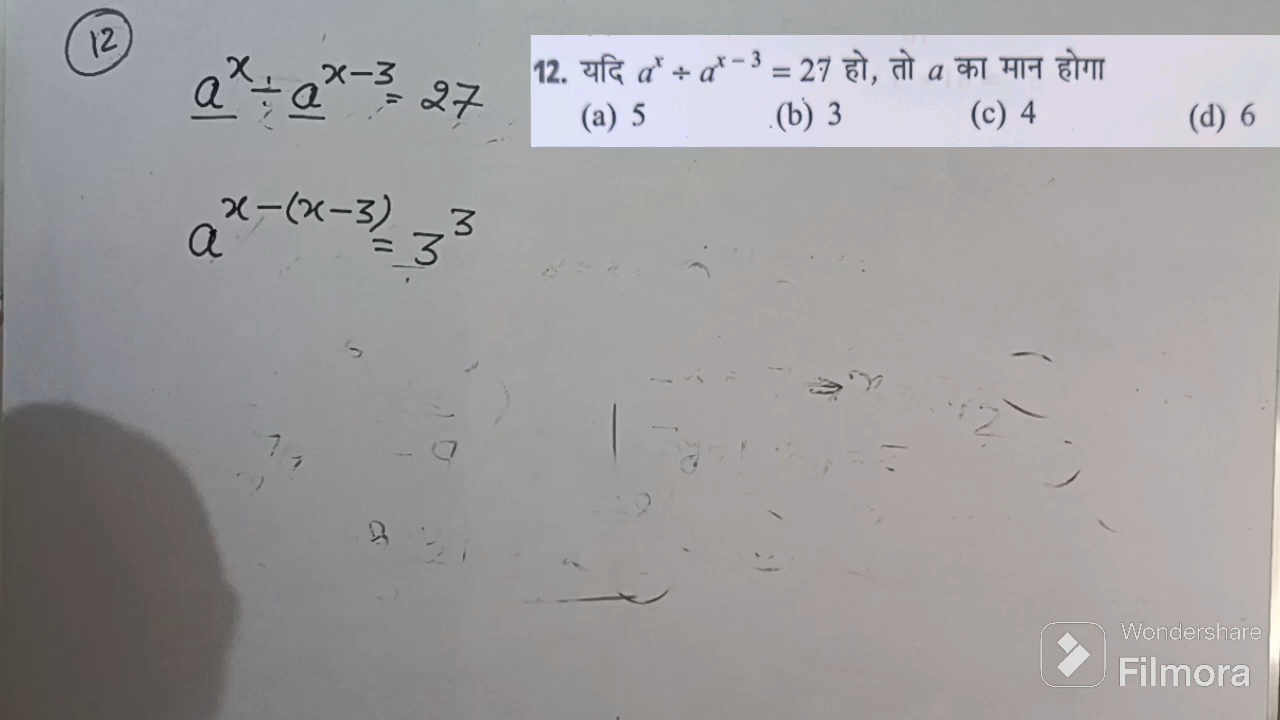 12
a^x ÷ a^{x-3} = 27
12. यदि a^x ÷ a^{x-3} = 27 हो, तो a का मान होगा
(a) 5 (b) 3 (c) 4 (d) 6
a^{x-(x-3)} = 3^3
Wondershare
Filmora